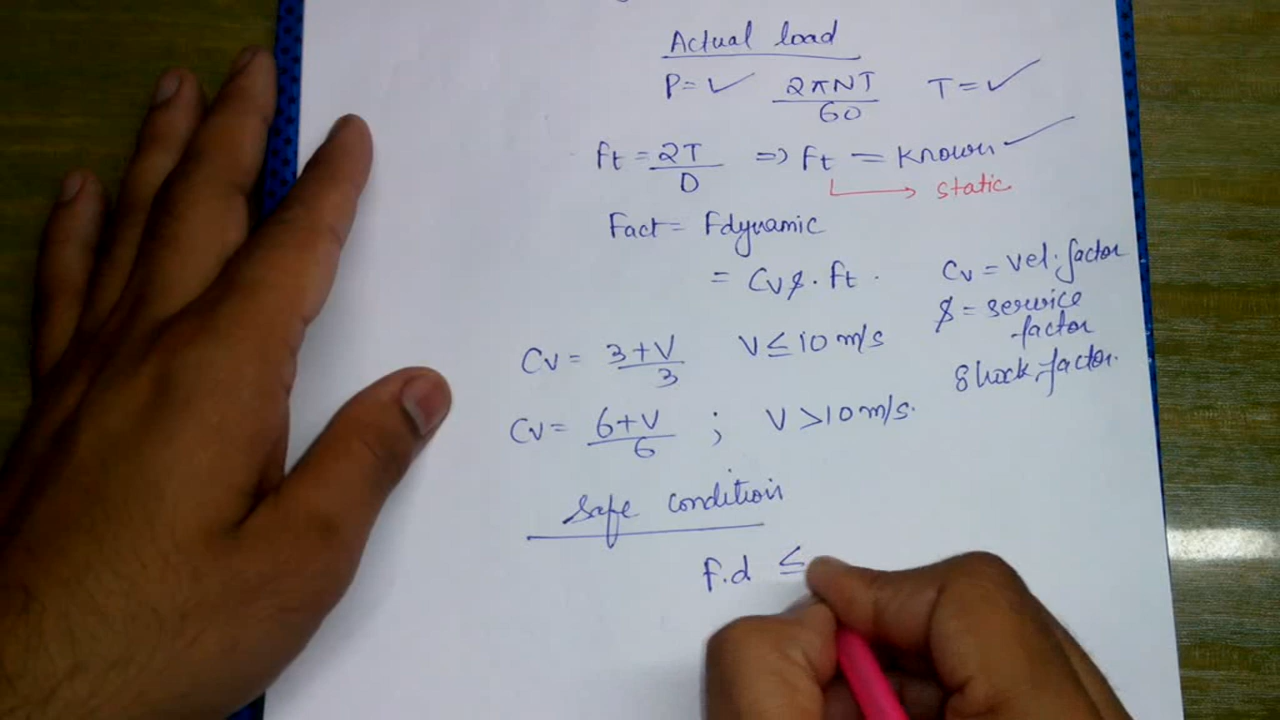 Actual load
P= ✓ 2πNT/60 T= ✓
Ft = 2T/D => Ft = Known ✓
static
Fact = Fdynamic
= Cv $. Ft .
Cv = vel. factor
$ = service factor
Shock factor.
Cv = 3+V/3 V ≤ 10 m/s
Cv = 6+V/6 ; V > 10 m/s.
Safe condition
F.d ≤